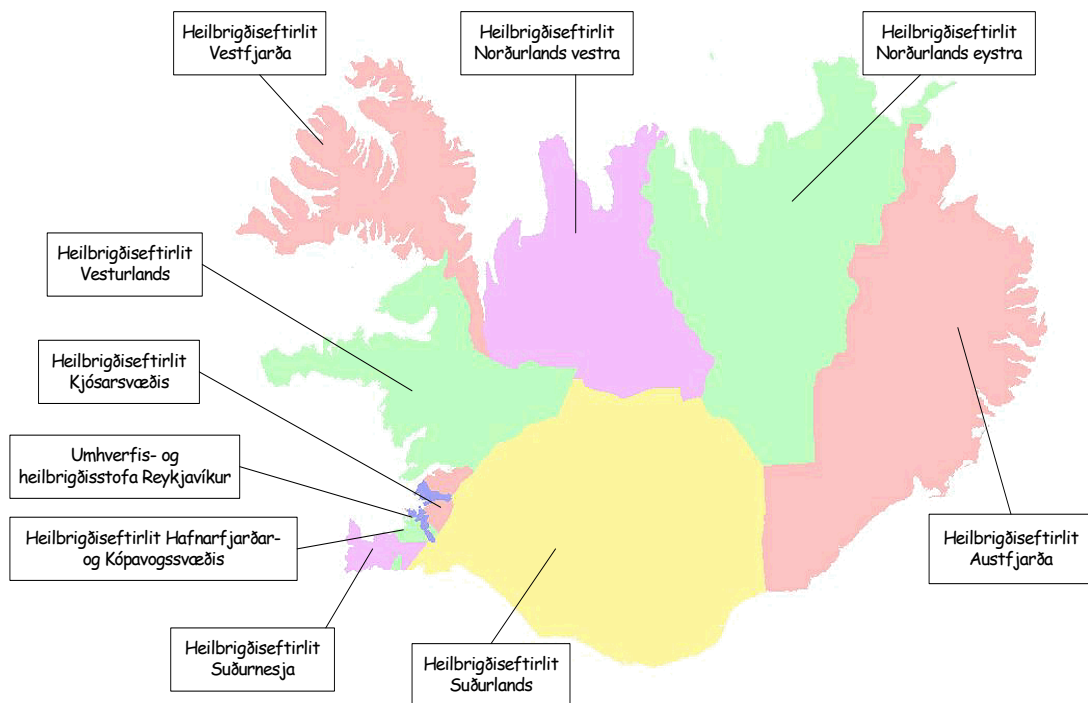 Heilbrigðiseftirlit
Vestfjarða
Heilbrigðiseftirlit
Norðurlands vestra
Heilbrigðiseftirlit
Norðurlands eystra
Heilbrigðiseftirlit
Vesturlands
Heilbrigðiseftirlit
Kjósarsvæðis
Umhverfis- og
heilbrigðisstofa Reykjavíkur
Heilbrigðiseftirlit Hafnarfjarðar-
og Kópavogssvæðis
Heilbrigðiseftirlit
Suðurnesja
Heilbrigðiseftirlit
Suðurlands
Heilbrigðiseftirlit
Austfjarða